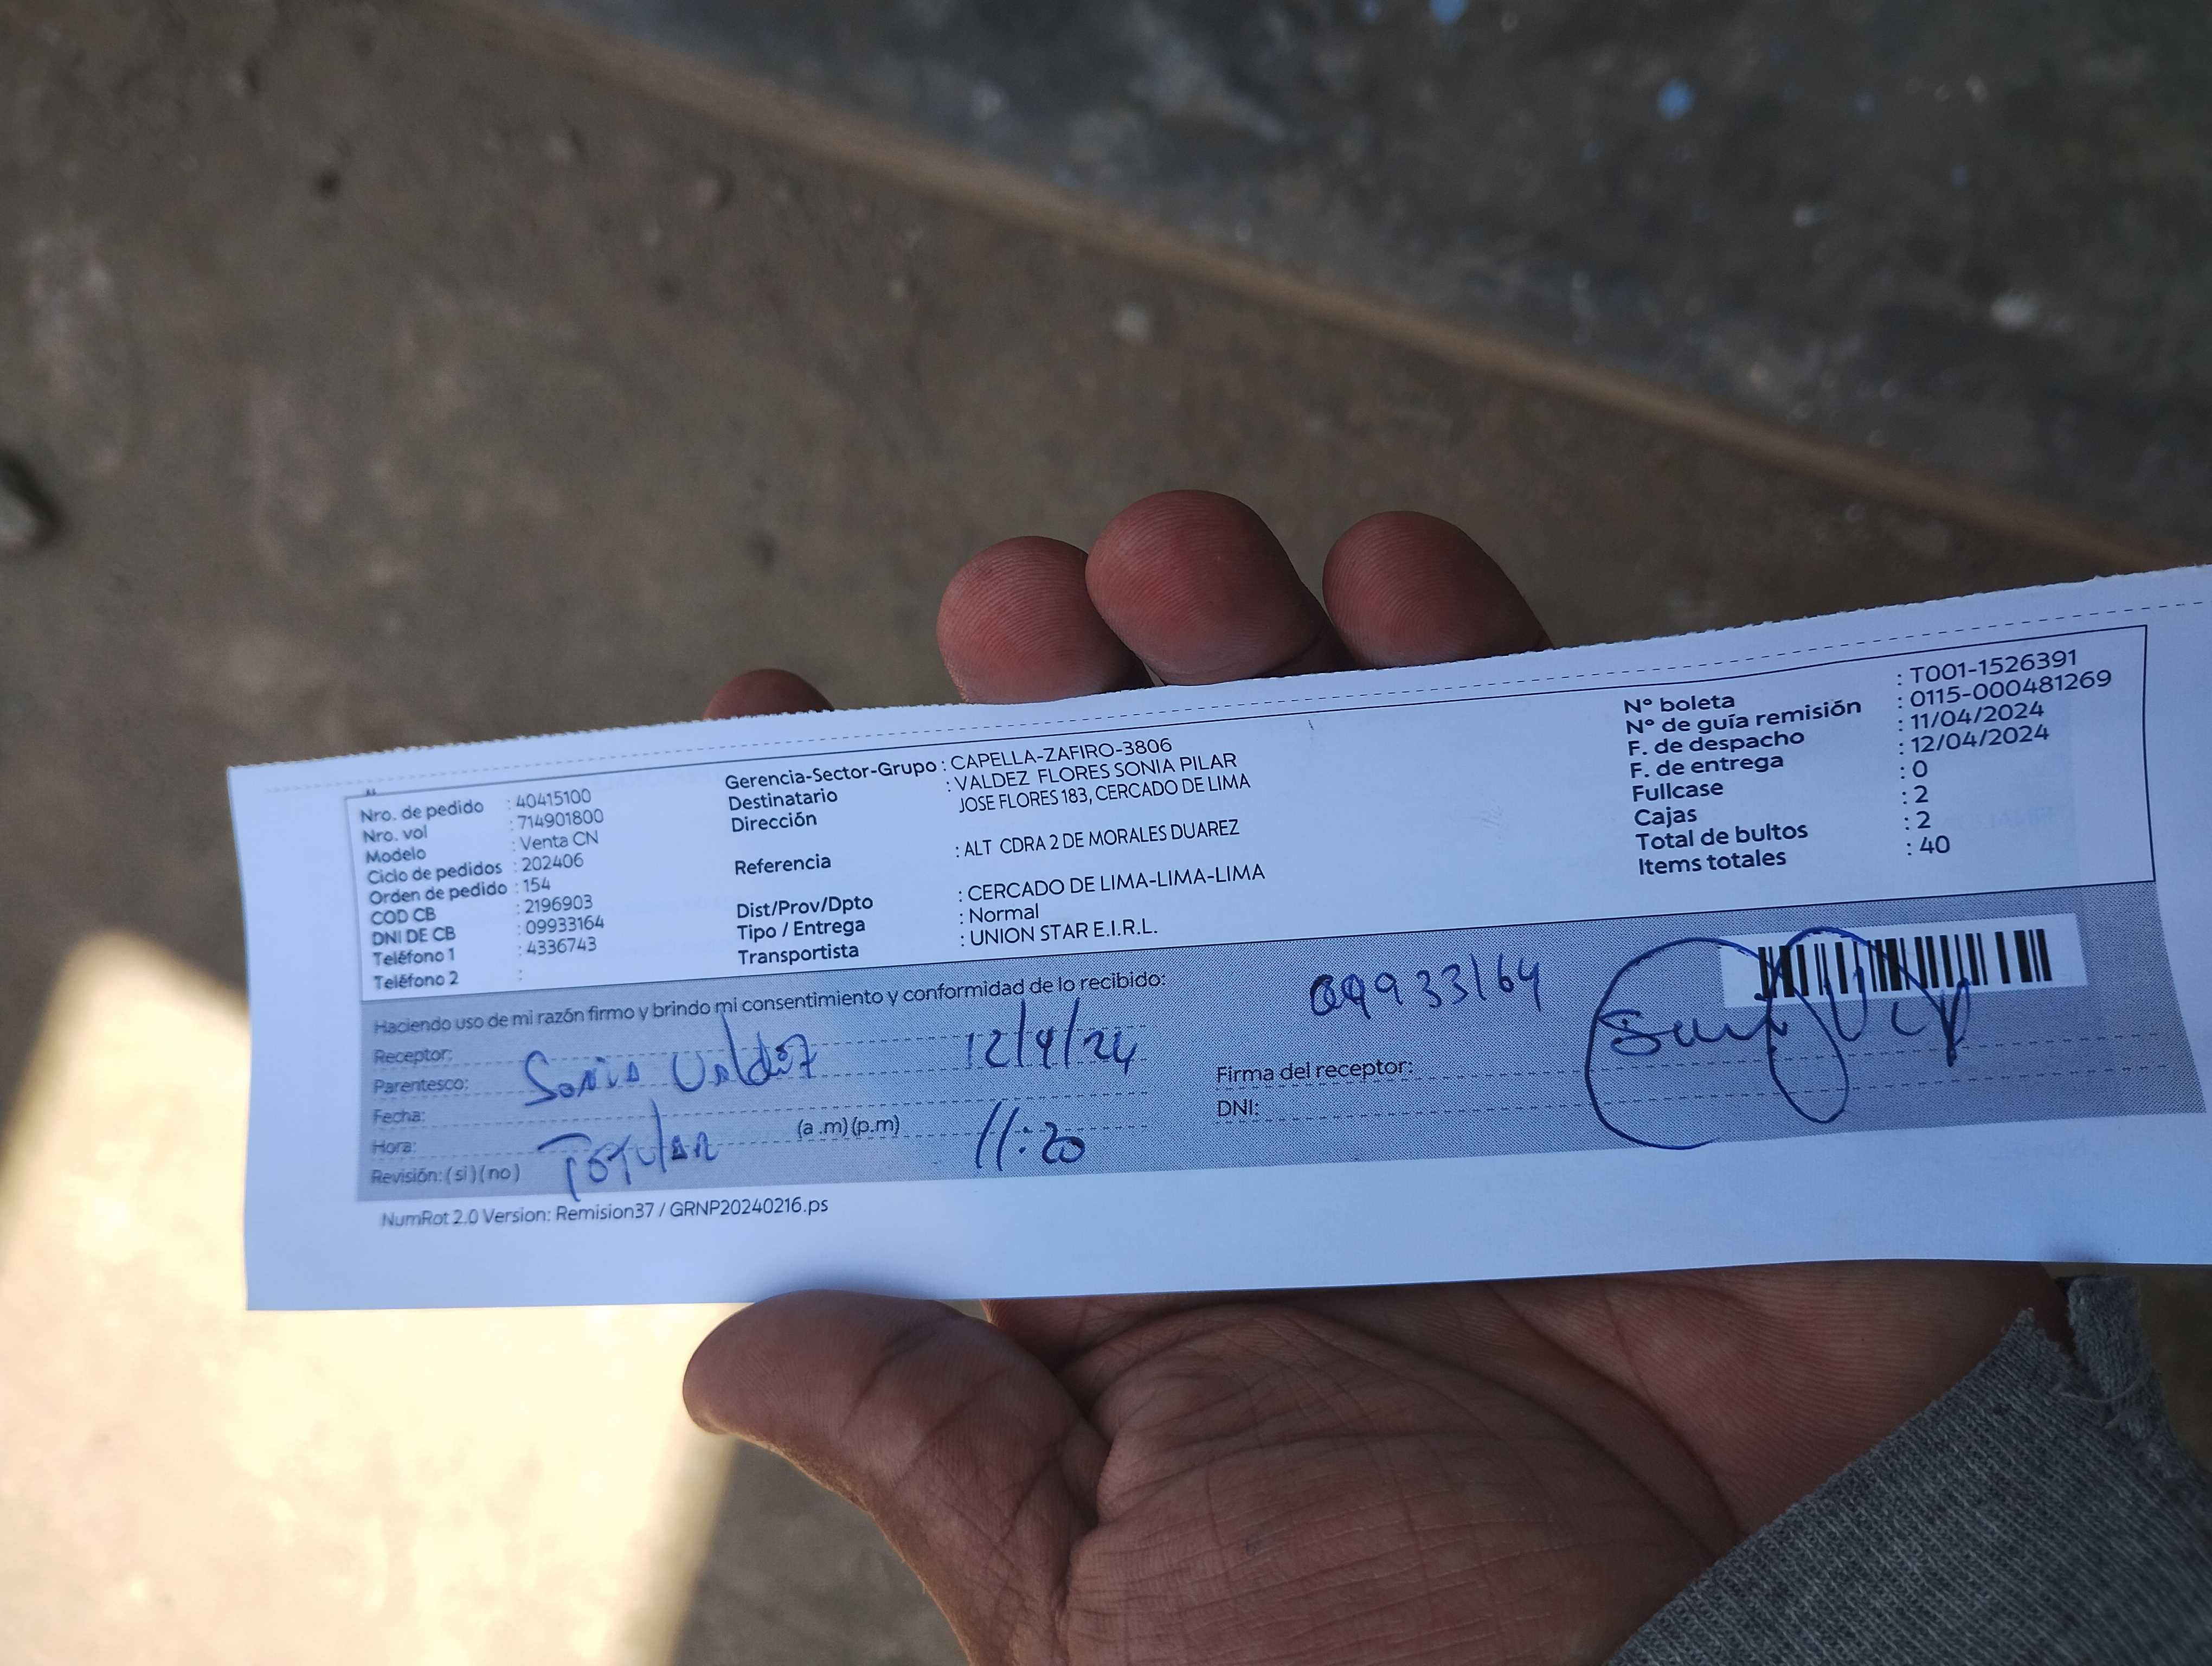 Nro. de pedido : 40415100
Nro. vol : 714901800
Modelo : Venta CN
Ciclo de pedidos : 202406
Orden de pedido : 154
COD CB : 2196903
DNI DE CB : 09933164
Teléfono 1 : 4336743
Teléfono 2 :
Gerencia-Sector-Grupo : CAPELLA-ZAFIRO-3806
Destinatario : VALDEZ FLORES SONIA PILAR
Dirección JOSE FLORES 183, CERCADO DE LIMA
Referencia : ALT CDRA 2 DE MORALES DUAREZ
Dist/Prov/Dpto : CERCADO DE LIMA-LIMA-LIMA
Tipo / Entrega : Normal
Transportista : UNION STAR E.I.R.L.
N° boleta : T001-1526391
N° de guía remisión : 0115-000481269
F. de despacho : 11/04/2024
F. de entrega : 12/04/2024
Fullcase : 0
Cajas : 2
Total de bultos : 2
Items totales : 40
Haciendo uso de mi razón firmo y brindo mi consentimiento y conformidad de lo recibido:
Receptor:
Parentesco: Sonia Valdez 12/4/24
Fecha:
Hora: (a .m) (p.m) 11:20
Revisión: ( si ) ( no ) Titular
09933164
Firma del receptor:
DNI:
NumRot 2.0 Version: Remision37 / GRNP20240216.ps